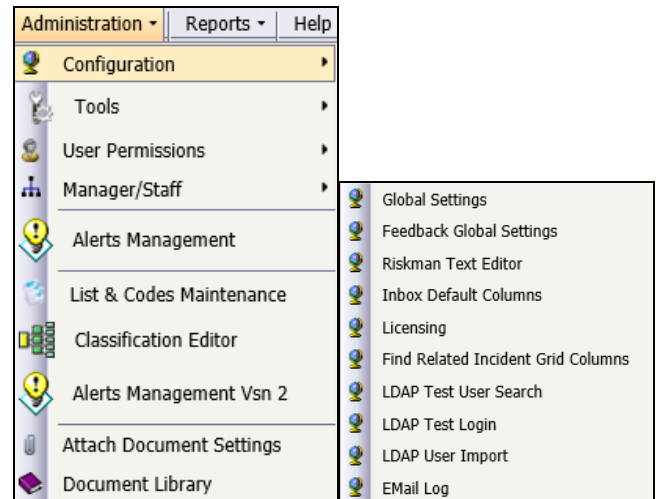 Administration Reports Help
Configuration
Tools
User Permissions
Manager/Staff
Alerts Management
List & Codes Maintenance
Classification Editor
Alerts Management Vsn 2
Attach Document Settings
Document Library
Global Settings
Feedback Global Settings
Riskman Text Editor
Inbox Default Columns
Licensing
Find Related Incident Grid Columns
LDAP Test User Search
LDAP Test Login
LDAP User Import
EMail Log